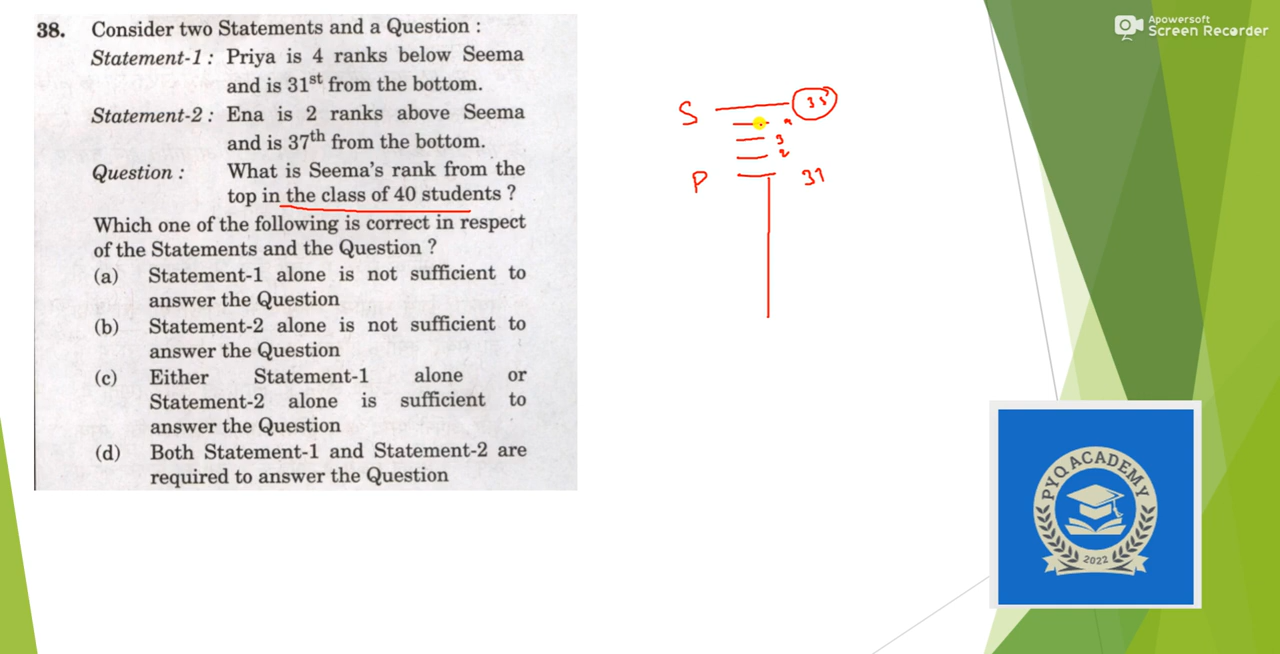 38. Consider two Statements and a Question :
Statement-1 : Priya is 4 ranks below Seema
and is 31st from the bottom.
Statement-2 : Ena is 2 ranks above Seema
and is 37th from the bottom.
Question : What is Seema's rank from the
top in the class of 40 students ?
Which one of the following is correct in respect
of the Statements and the Question ?
(a) Statement-1 alone is not sufficient to
answer the Question
(b) Statement-2 alone is not sufficient to
answer the Question
(c) Either Statement-1 alone or
Statement-2 alone is sufficient to
answer the Question
(d) Both Statement-1 and Statement-2 are
required to answer the Question
S 35
3
2
P 31
Apowersoft
Screen Recorder
PYQ ACADEMY
2022